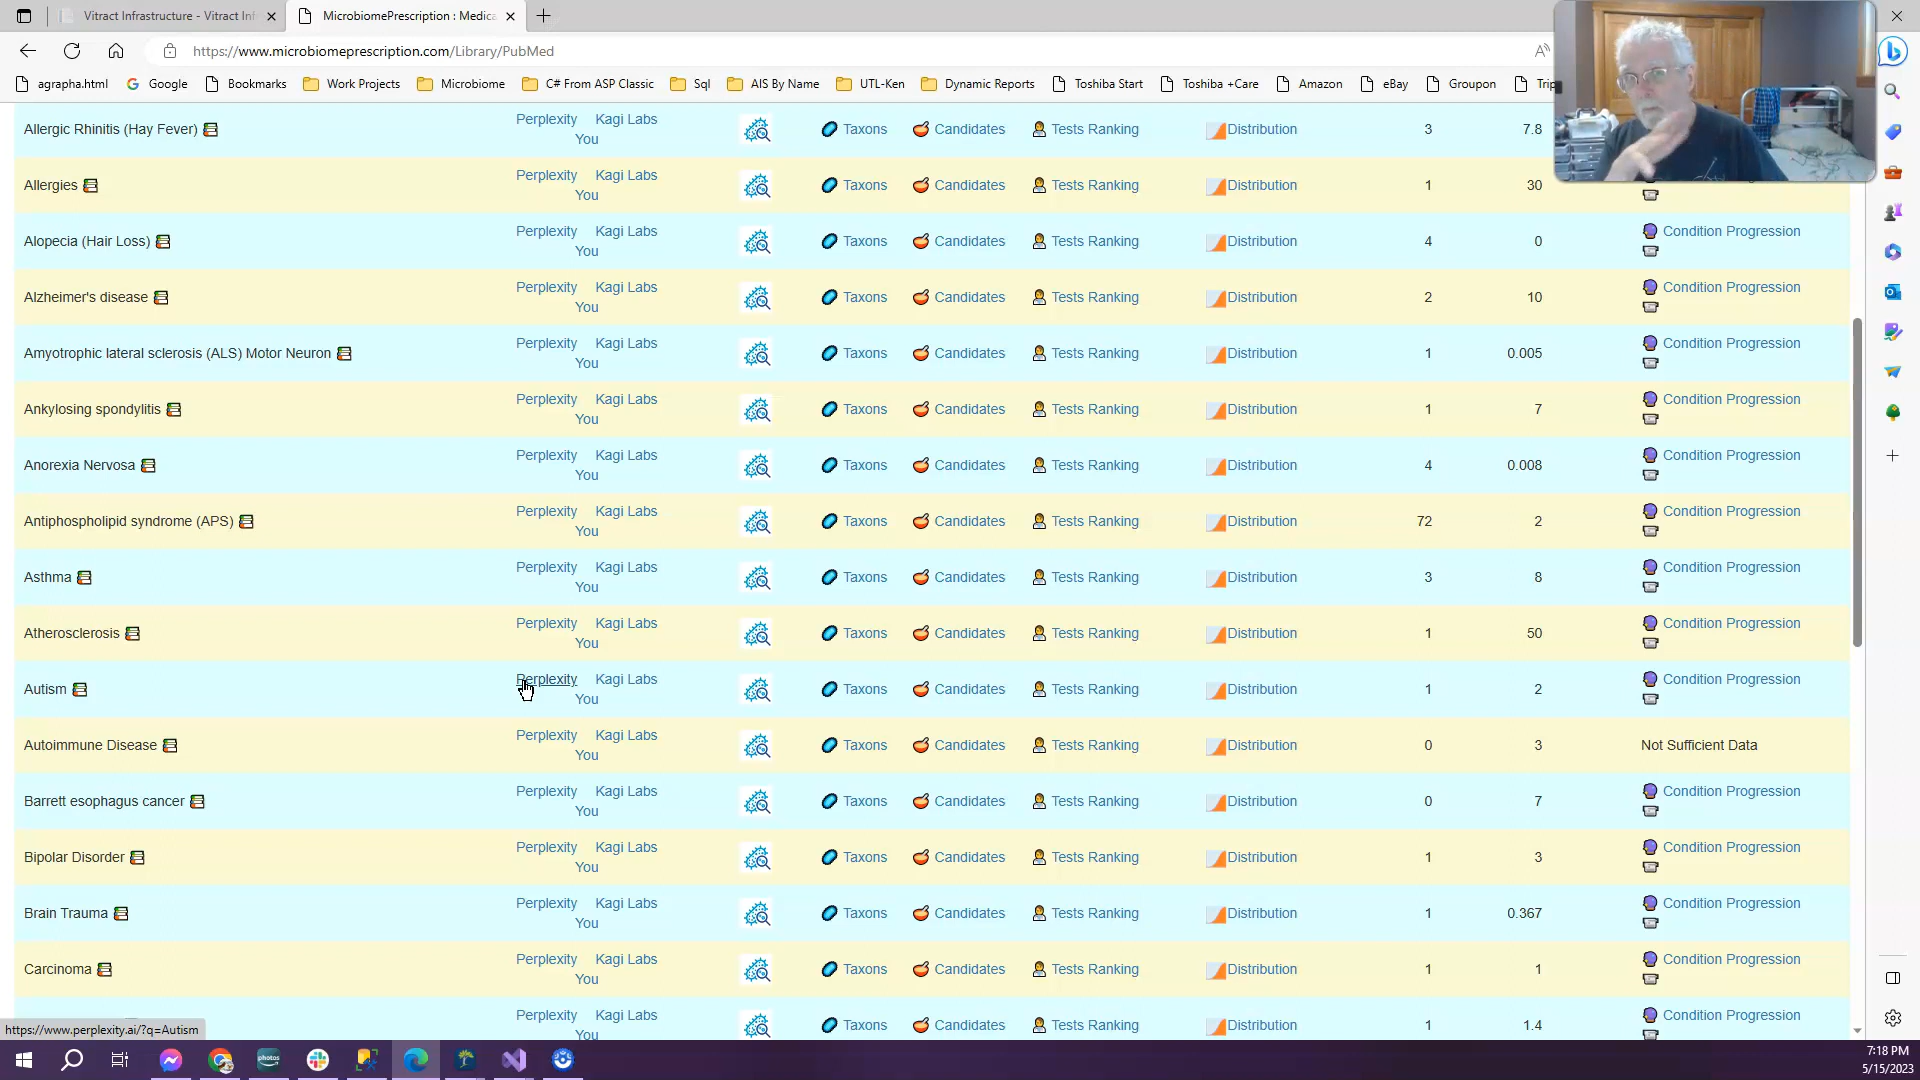 Vitract Infrastructure - Vitract Inf
MicrobiomePrescription : Medica
https://www.microbiomeprescription.com/Library/PubMed
agrapha.html Google Bookmarks Work Projects Microbiome C# From ASP Classic Sql AIS By Name UTL-Ken Dynamic Reports Toshiba Start Toshiba +Care Amazon eBay Groupon Trip
Allergic Rhinitis (Hay Fever) Perplexity Kagi Labs You Taxons Candidates Tests Ranking Distribution 3 7.8
Allergies Perplexity Kagi Labs You Taxons Candidates Tests Ranking Distribution 1 30
Alopecia (Hair Loss) Perplexity Kagi Labs You Taxons Candidates Tests Ranking Distribution 4 0 Condition Progression
Alzheimer's disease Perplexity Kagi Labs You Taxons Candidates Tests Ranking Distribution 2 10 Condition Progression
Amyotrophic lateral sclerosis (ALS) Motor Neuron Perplexity Kagi Labs You Taxons Candidates Tests Ranking Distribution 1 0.005 Condition Progression
Ankylosing spondylitis Perplexity Kagi Labs You Taxons Candidates Tests Ranking Distribution 1 7 Condition Progression
Anorexia Nervosa Perplexity Kagi Labs You Taxons Candidates Tests Ranking Distribution 4 0.008 Condition Progression
Antiphospholipid syndrome (APS) Perplexity Kagi Labs You Taxons Candidates Tests Ranking Distribution 72 2 Condition Progression
Asthma Perplexity Kagi Labs You Taxons Candidates Tests Ranking Distribution 3 8 Condition Progression
Atherosclerosis Perplexity Kagi Labs You Taxons Candidates Tests Ranking Distribution 1 50 Condition Progression
Autism Perplexity Kagi Labs You Taxons Candidates Tests Ranking Distribution 1 2 Condition Progression
Autoimmune Disease Perplexity Kagi Labs You Taxons Candidates Tests Ranking Distribution 0 3 Not Sufficient Data
Barrett esophagus cancer Perplexity Kagi Labs You Taxons Candidates Tests Ranking Distribution 0 7 Condition Progression
Bipolar Disorder Perplexity Kagi Labs You Taxons Candidates Tests Ranking Distribution 1 3 Condition Progression
Brain Trauma Perplexity Kagi Labs You Taxons Candidates Tests Ranking Distribution 1 0.367 Condition Progression
Carcinoma Perplexity Kagi Labs You Taxons Candidates Tests Ranking Distribution 1 1 Condition Progression
Perplexity Kagi Labs You Taxons Candidates Tests Ranking Distribution 1 1.4 Condition Progression
https://www.perplexity.ai/?q=Autism
photos
7:18 PM
5/15/2023